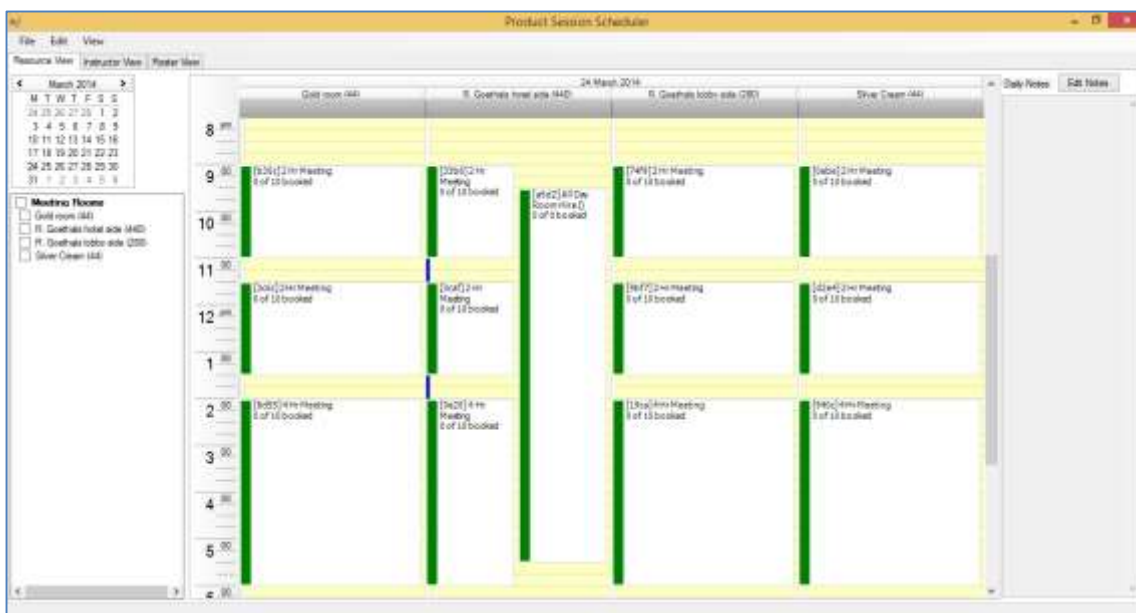 Product Session Scheduler
File Edit View
Resource View Instructor View Roster View
March 2014
M T W T F S S
24 25 26 27 28 1 2
3 4 5 6 7 8 9
10 11 12 13 14 15 16
17 18 19 20 21 22 23
24 25 26 27 28 29 30
31 1 2 3 4 5 6
Meeting Rooms
Gold room (44)
R. Goethals hotel side (440)
R. Goethals lobby side (280)
Silver Cream (44)
24 March 2014
Gold room (44) R. Goethals hotel side (440) R. Goethals lobby side (280) Silver Cream (44)
Daily Notes Edit Notes
8 am
9 00
10 00
11 00
12 pm
1 00
2 00
3 00
4 00
5 00
6 00
2 Hr Meeting
0 of 10 booked
2 Hr
Meeting
0 of 10 booked
All Day
Room Hire
0 of 0 booked
2 Hr Meeting
0 of 10 booked
2 Hr Meeting
0 of 10 booked
2 Hr Meeting
0 of 10 booked
2 Hr
Meeting
0 of 10 booked
2 Hr Meeting
0 of 10 booked
2 Hr Meeting
0 of 10 booked
4 Hr Meeting
0 of 10 booked
4 Hr
Meeting
0 of 10 booked
4 Hr Meeting
0 of 10 booked
4 Hr Meeting
0 of 10 booked